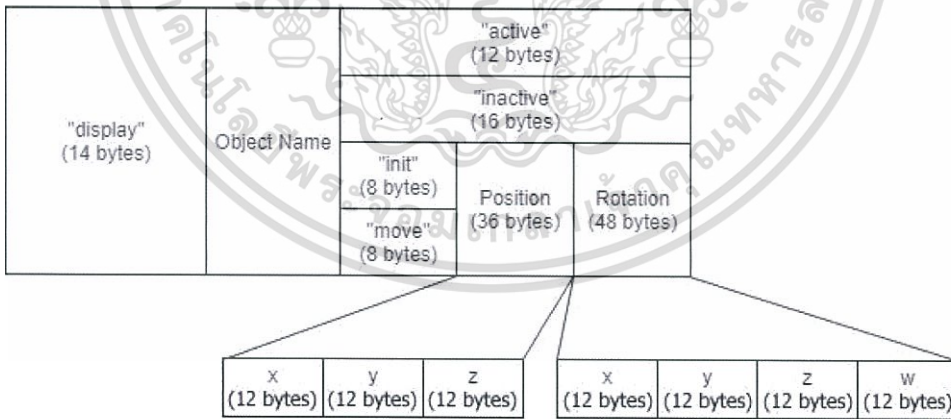 "display"
(14 bytes)
Object Name
"active"
(12 bytes)
"inactive"
(16 bytes)
"init"
(8 bytes)
"move"
(8 bytes)
Position
(36 bytes)
Rotation
(48 bytes)
x
(12 bytes)
y
(12 bytes)
z
(12 bytes)
x
(12 bytes)
y
(12 bytes)
z
(12 bytes)
w
(12 bytes)